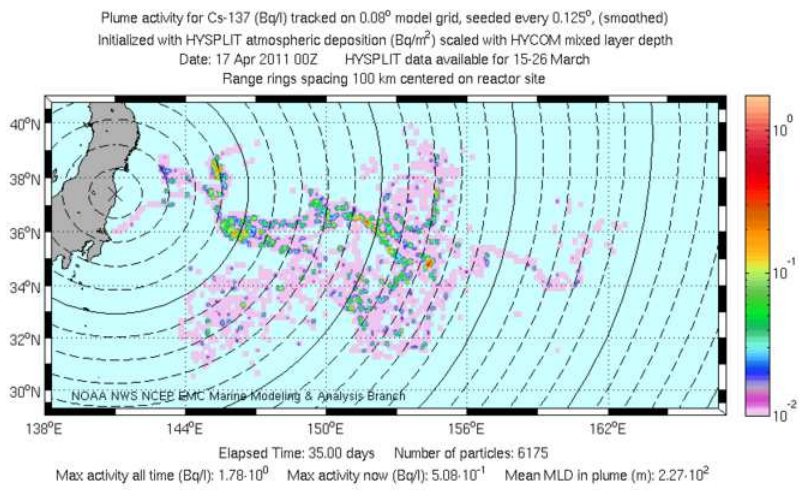 Plume activity for Cs-137 (Bq/l) tracked on 0.08° model grid, seeded every 0.125°, (smoothed)
Initialized with HYSPLIT atmospheric deposition (Bq/m²) scaled with HYCOM mixed layer depth
Date: 17 Apr 2011 00Z HYSPLIT data available for 15-26 March
Range rings spacing 100 km centered on reactor site
40°N
38°N
36°N
34°N
32°N
30°N
10⁰
10⁻¹
10⁻²
NOAA NWS NCEP EMC Marine Modeling & Analysis Branch
138°E 144°E 150°E 156°E 162°E
Elapsed Time: 35.00 days Number of particles: 6175
Max activity all time (Bq/l): 1.78·10⁰ Max activity now (Bq/l): 5.08·10⁻¹ Mean MLD in plume (m): 2.27·10²